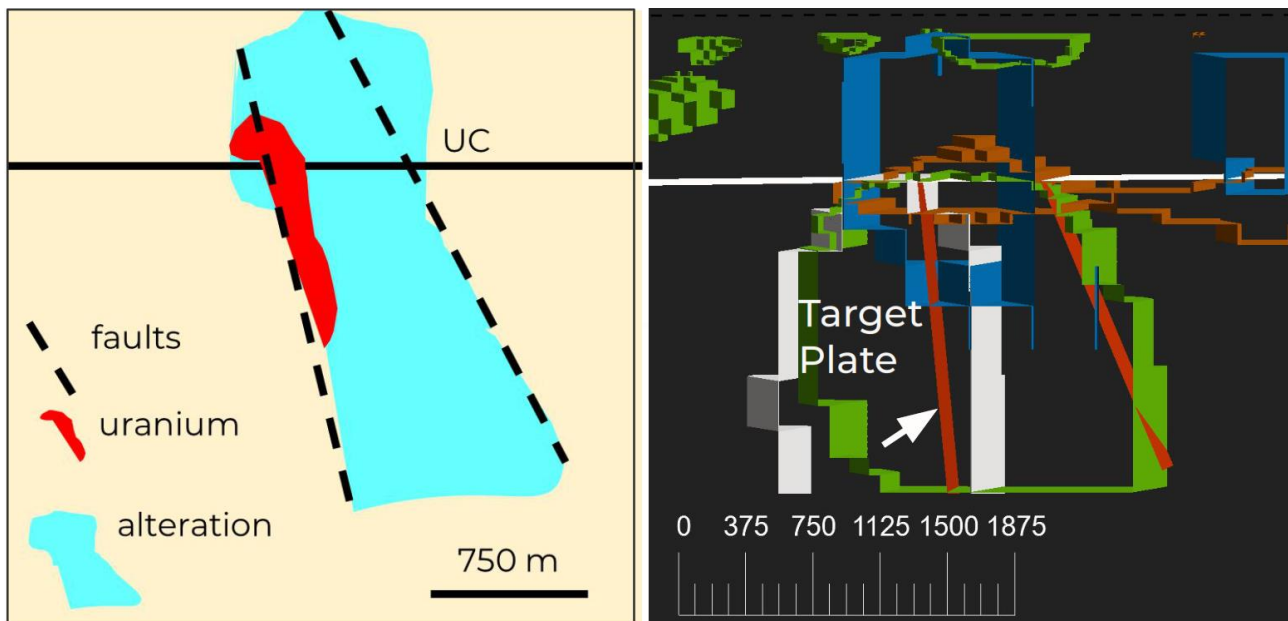 UC
faults
uranium
alteration
750 m
Target
Plate
0 375 750 1125 1500 1875